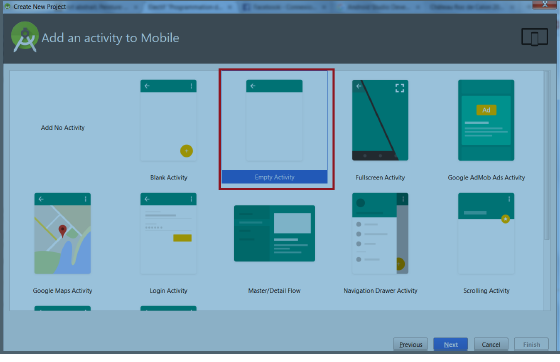 Create New Project
Add an activity to Mobile
Add No Activity
Blank Activity
Empty Activity
Fullscreen Activity
Ad
Google AdMob Ads Activity
Google Maps Activity
Login Activity
Master/Detail Flow
Navigation Drawer Activity
Scrolling Activity
Previous
Next
Cancel
Finish